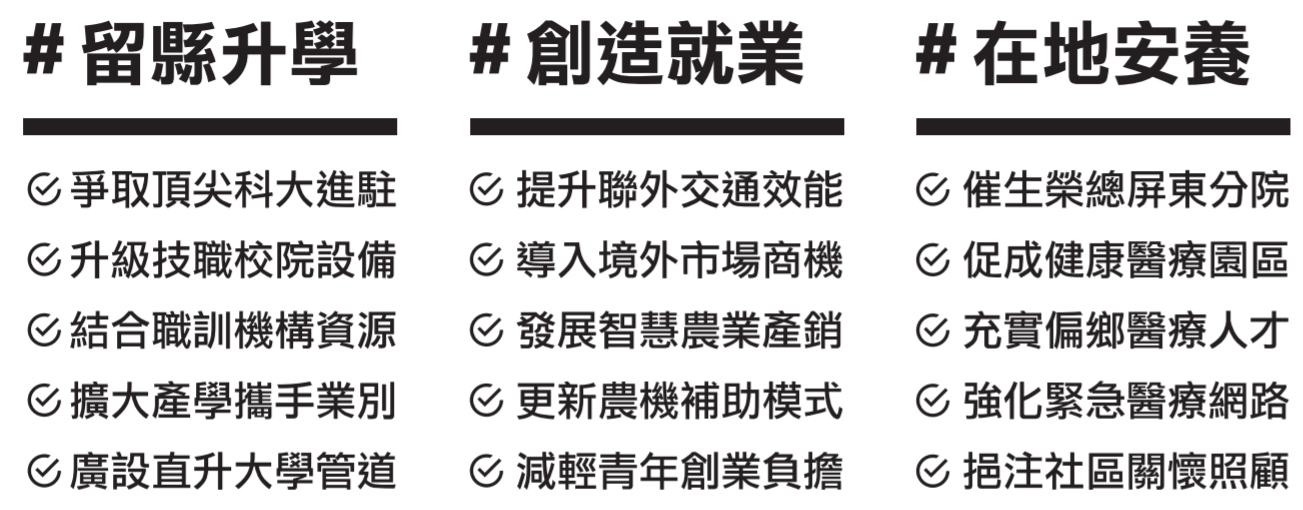 # 留縣升學
爭取頂尖科大進駐
升級技職校院設備
結合職訓機構資源
擴大產學攜手業別
廣設直升大學管道
# 創造就業
提升聯外交通效能
導入境外市場商機
發展智慧農業產銷
更新農機補助模式
減輕青年創業負擔
# 在地安養
催生榮總屏東分院
促成健康醫療園區
充實偏鄉醫療人才
強化緊急醫療網路
挹注社區關懷照顧